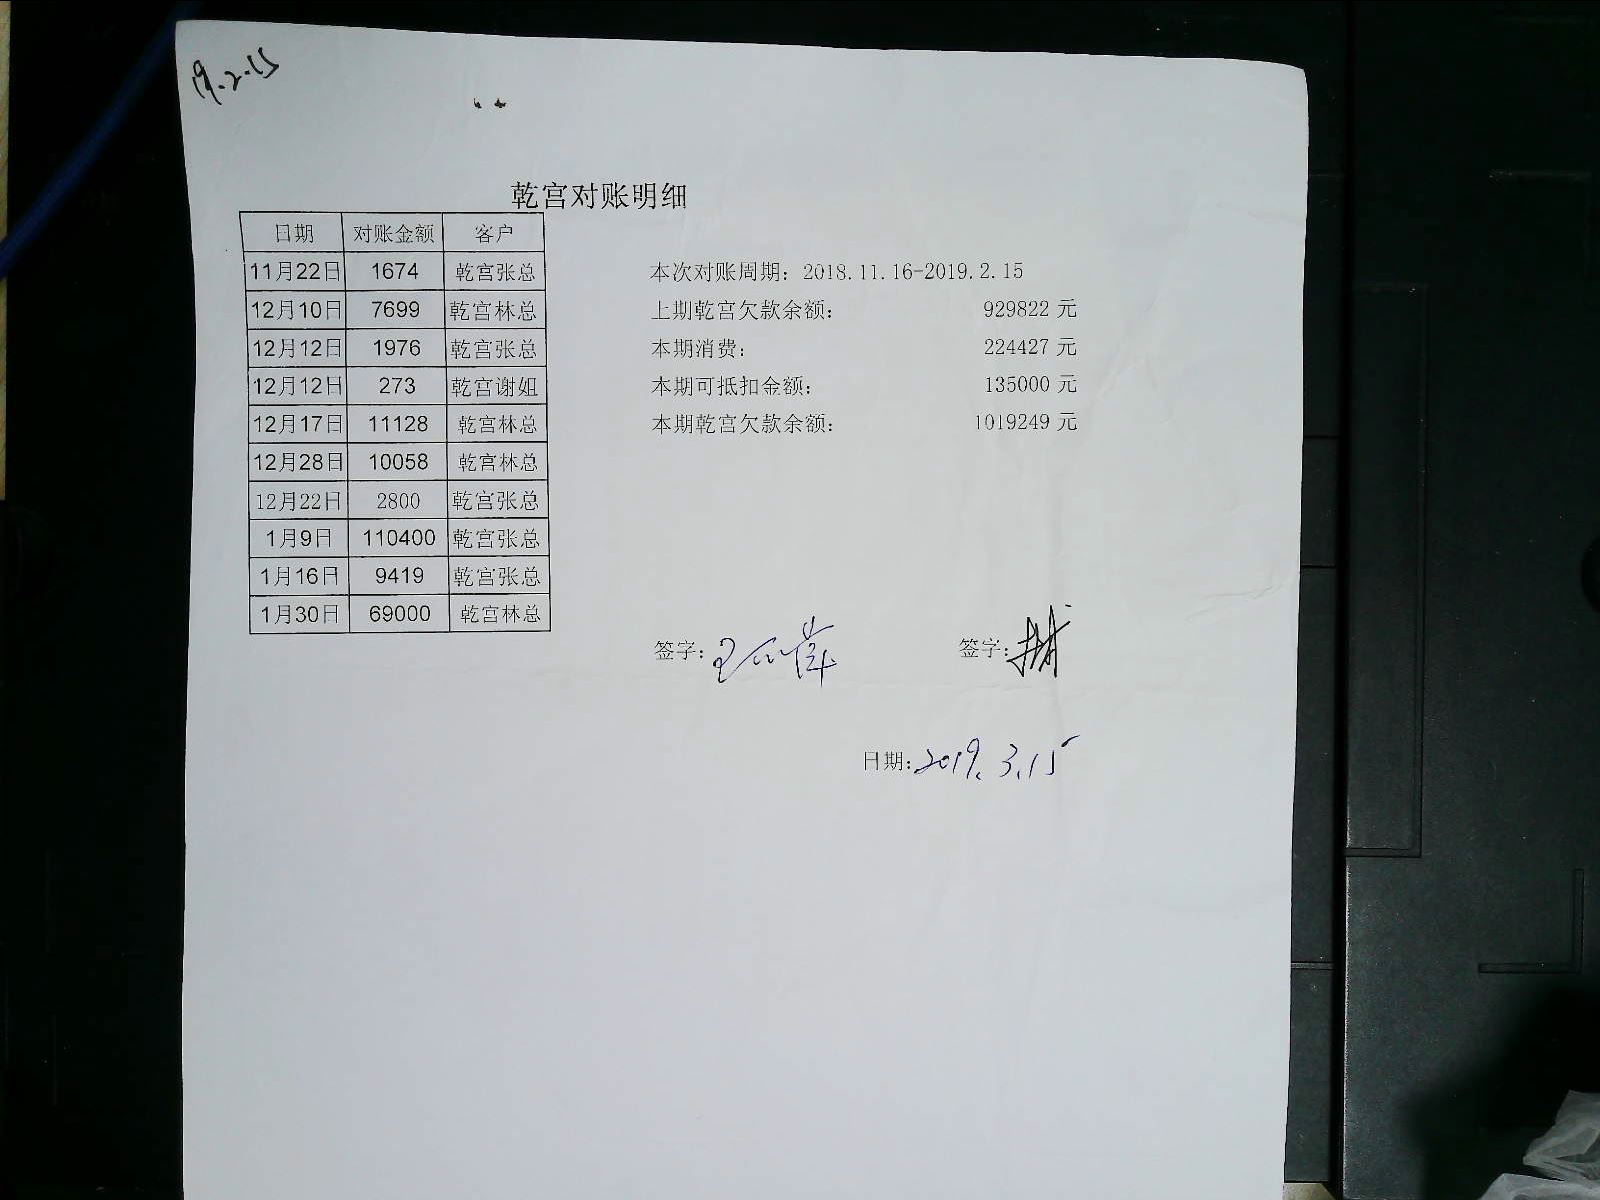 19.2.15
乾宫对账明细
日期 对账金额 客户
11月22日 1674 乾宫张总
12月10日 7699 乾宫林总
12月12日 1976 乾宫张总
12月12日 273 乾宫谢姐
12月17日 11128 乾宫林总
12月28日 10058 乾宫林总
12月22日 2800 乾宫张总
1月9日 110400 乾宫张总
1月16日 9419 乾宫张总
1月30日 69000 乾宫林总
本次对账周期：2018.11.16-2019.2.15
上期乾宫欠款余额： 929822 元
本期消费： 224427 元
本期可抵扣金额： 135000 元
本期乾宫欠款余额： 1019249 元
签字： 签字：
日期：2019.3.15